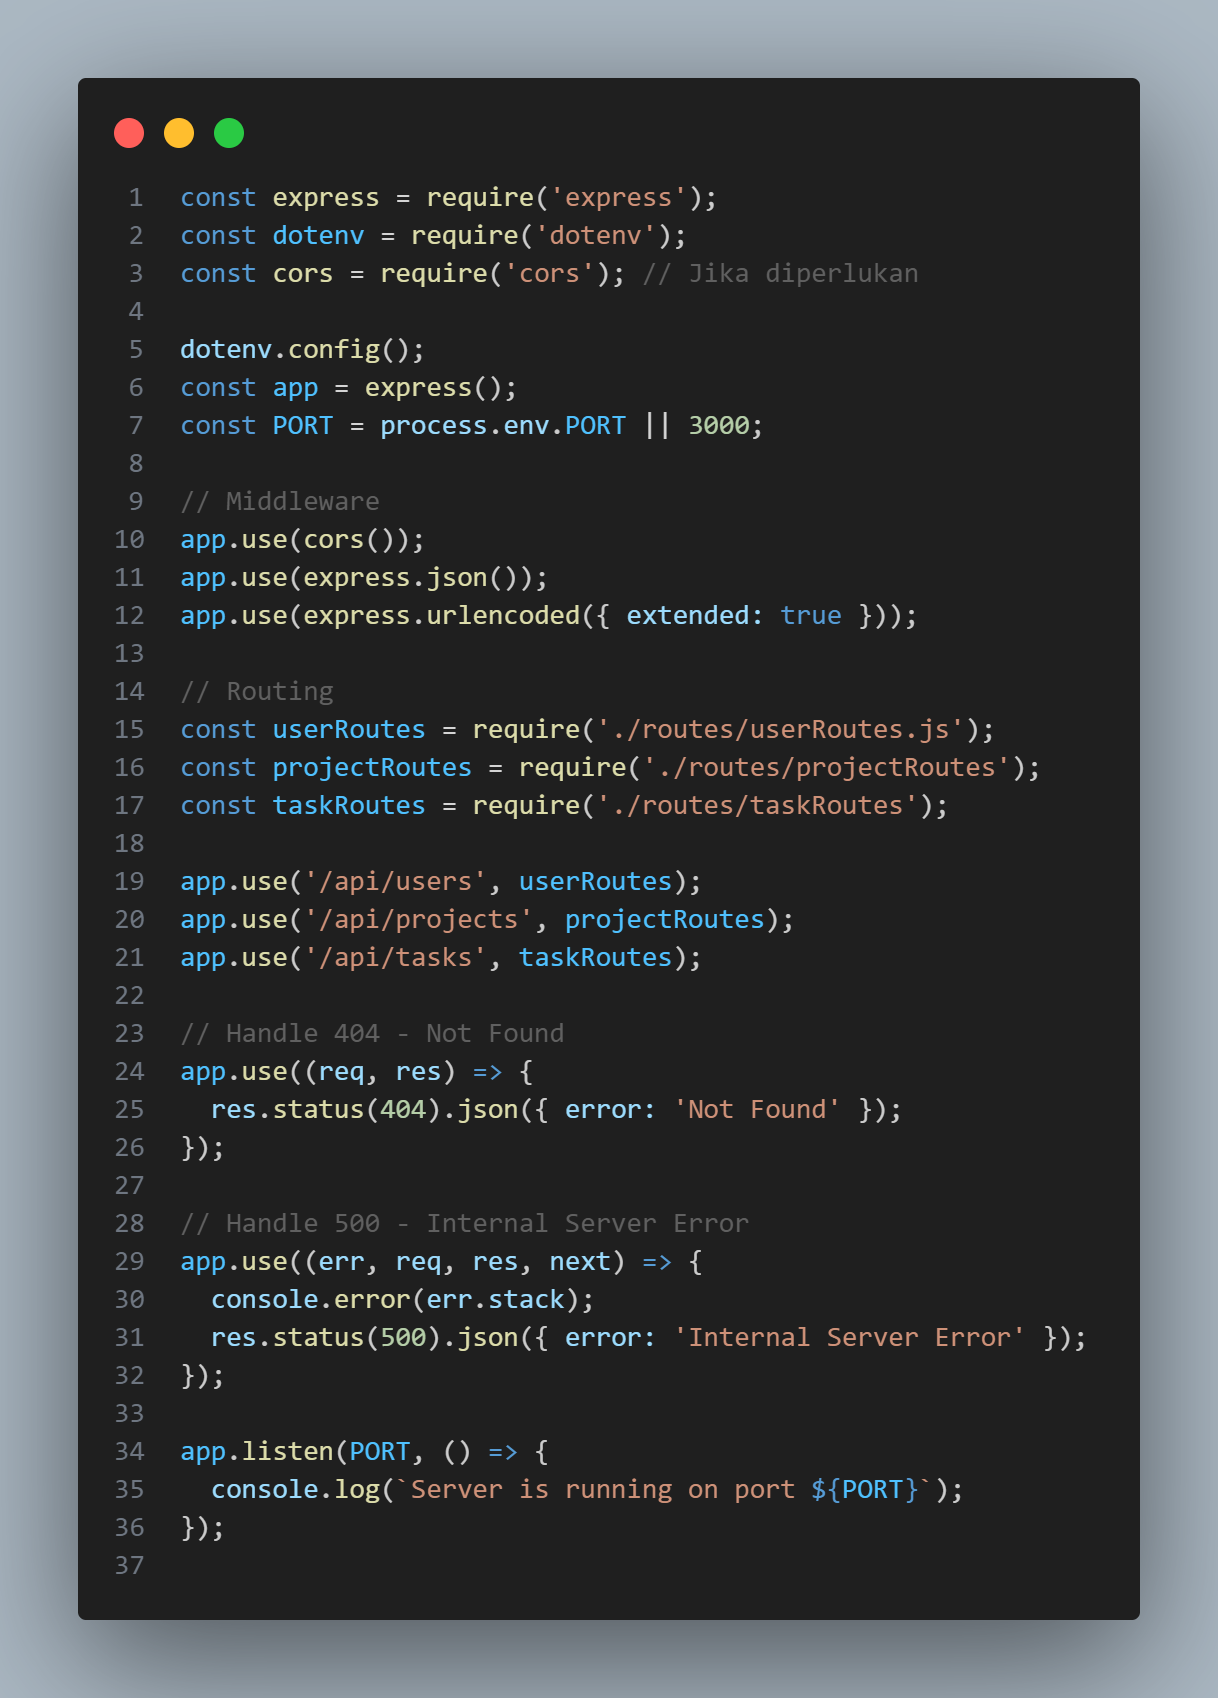 1 const express = require('express');
2 const dotenv = require('dotenv');
3 const cors = require('cors'); // Jika diperlukan
4
5 dotenv.config();
6 const app = express();
7 const PORT = process.env.PORT || 3000;
8
9 // Middleware
10 app.use(cors());
11 app.use(express.json());
12 app.use(express.urlencoded({ extended: true }));
13
14 // Routing
15 const userRoutes = require('./routes/userRoutes.js');
16 const projectRoutes = require('./routes/projectRoutes');
17 const taskRoutes = require('./routes/taskRoutes');
18
19 app.use('/api/users', userRoutes);
20 app.use('/api/projects', projectRoutes);
21 app.use('/api/tasks', taskRoutes);
22
23 // Handle 404 - Not Found
24 app.use((req, res) => {
25   res.status(404).json({ error: 'Not Found' });
26 });
27
28 // Handle 500 - Internal Server Error
29 app.use((err, req, res, next) => {
30   console.error(err.stack);
31   res.status(500).json({ error: 'Internal Server Error' });
32 });
33
34 app.listen(PORT, () => {
35   console.log(`Server is running on port ${PORT}`);
36 });
37